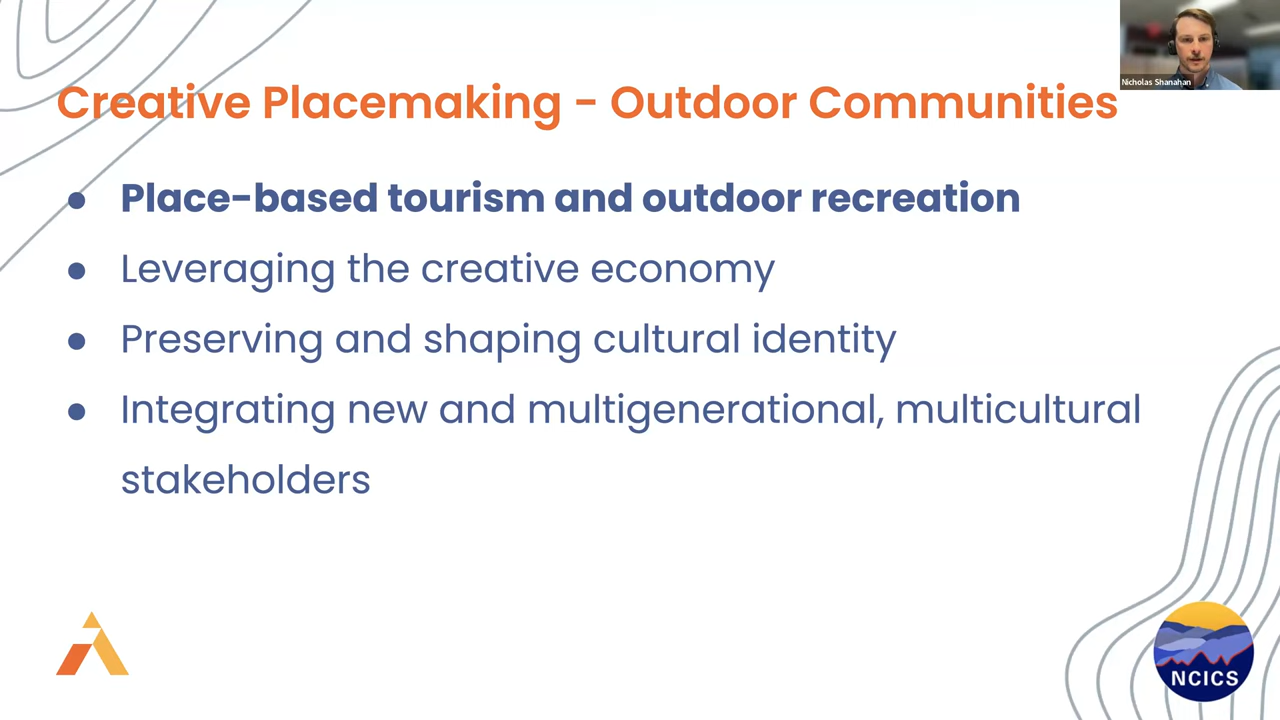 Nicholas Shanahan
Creative Placemaking - Outdoor Communities
● Place-based tourism and outdoor recreation
● Leveraging the creative economy
● Preserving and shaping cultural identity
● Integrating new and multigenerational, multicultural
stakeholders
NCICS